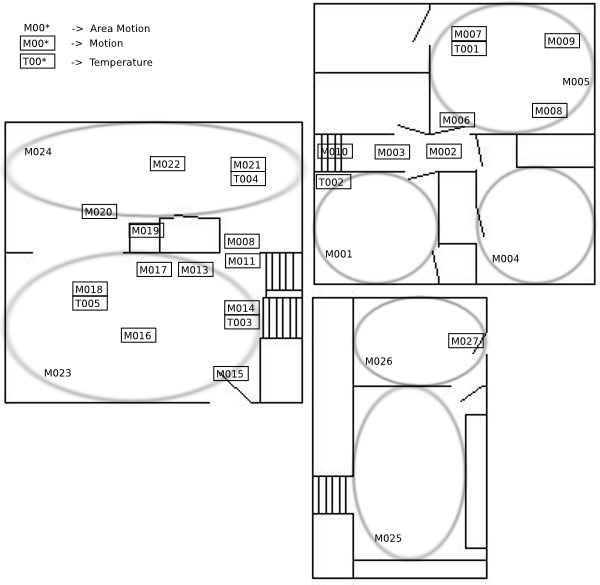 M00* -> Area Motion
M00* -> Motion
T00* -> Temperature
M007
T001
M009
M005
M008
M006
M010
M003
M002
T002
M001
M004
M024
M022
M021
T004
M020
M019
M008
M011
M017
M013
M018
T005
M014
T003
M016
M023
M015
M027
M026
M025